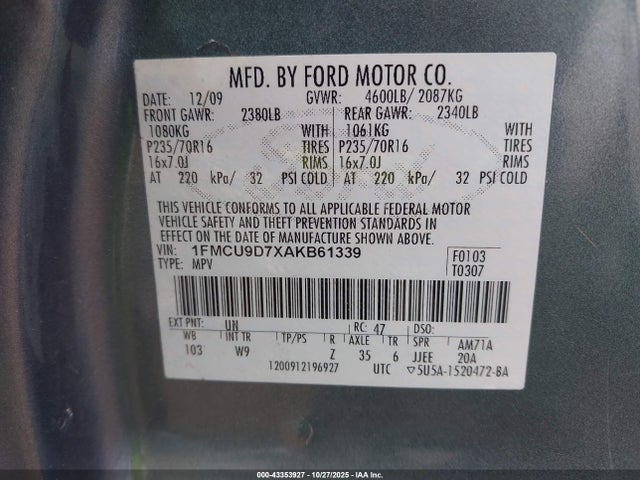 MFD. BY FORD MOTOR CO.
DATE: 12/09 GVWR: 4600LB/ 2087KG
FRONT GAWR: 2380LB REAR GAWR: 2340LB
1080KG WITH 1061KG WITH
P235/70R16 TIRES P235/70R16 TIRES
16x7.0J RIMS 16x7.0J RIMS
AT 220 kPa/ 32 PSI COLD AT 220 kPa/ 32 PSI COLD
THIS VEHICLE CONFORMS TO ALL APPLICABLE FEDERAL MOTOR
VEHICLE SAFETY AND THEFT PREVENTION STANDARDS IN
EFFECT ON THE DATE OF MANUFACTURE SHOWN ABOVE.
VIN: 1FMCU9D7XAKB61339 F0103
TYPE: MPV T0307
EXT PNT: UN RC: 47 DSO:
WB INT TR TP/PS R AXLE TR SPR AM71A
103 W9 Z 35 6 JJEE 20A
1200912196927 UTC ▽5U5A-1520472-BA
000-43353927 - 10/27/2025 - IAA Inc.